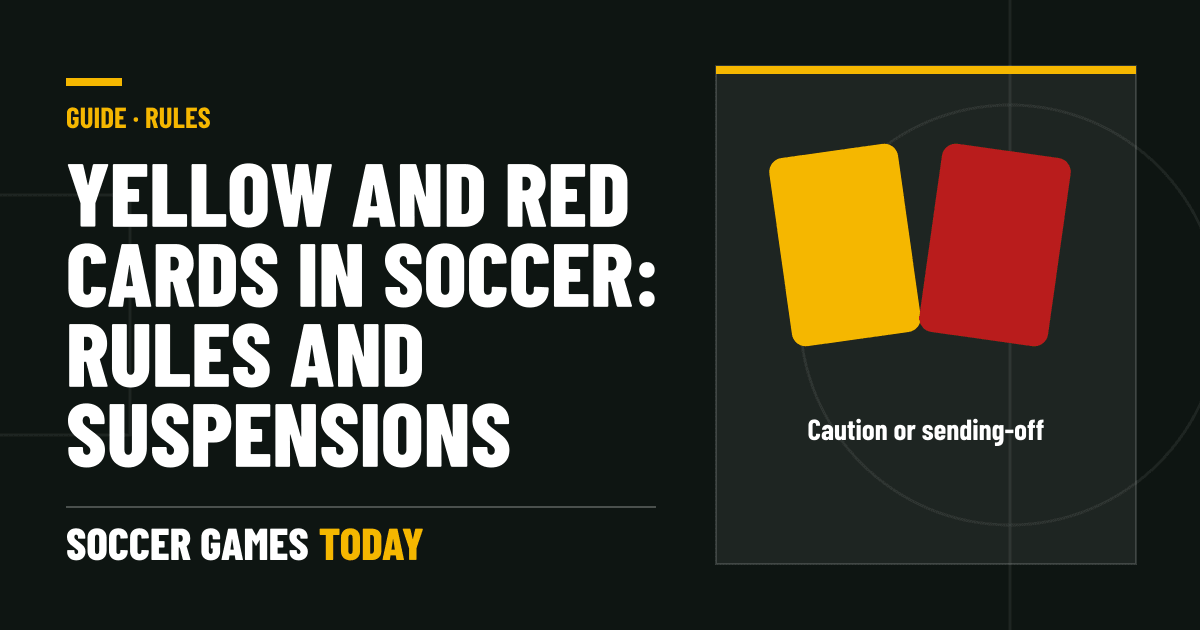 GUIDE · RULES
YELLOW AND RED
CARDS IN SOCCER:
RULES AND
SUSPENSIONS
SOCCER GAMES TODAY
Caution or sending-off